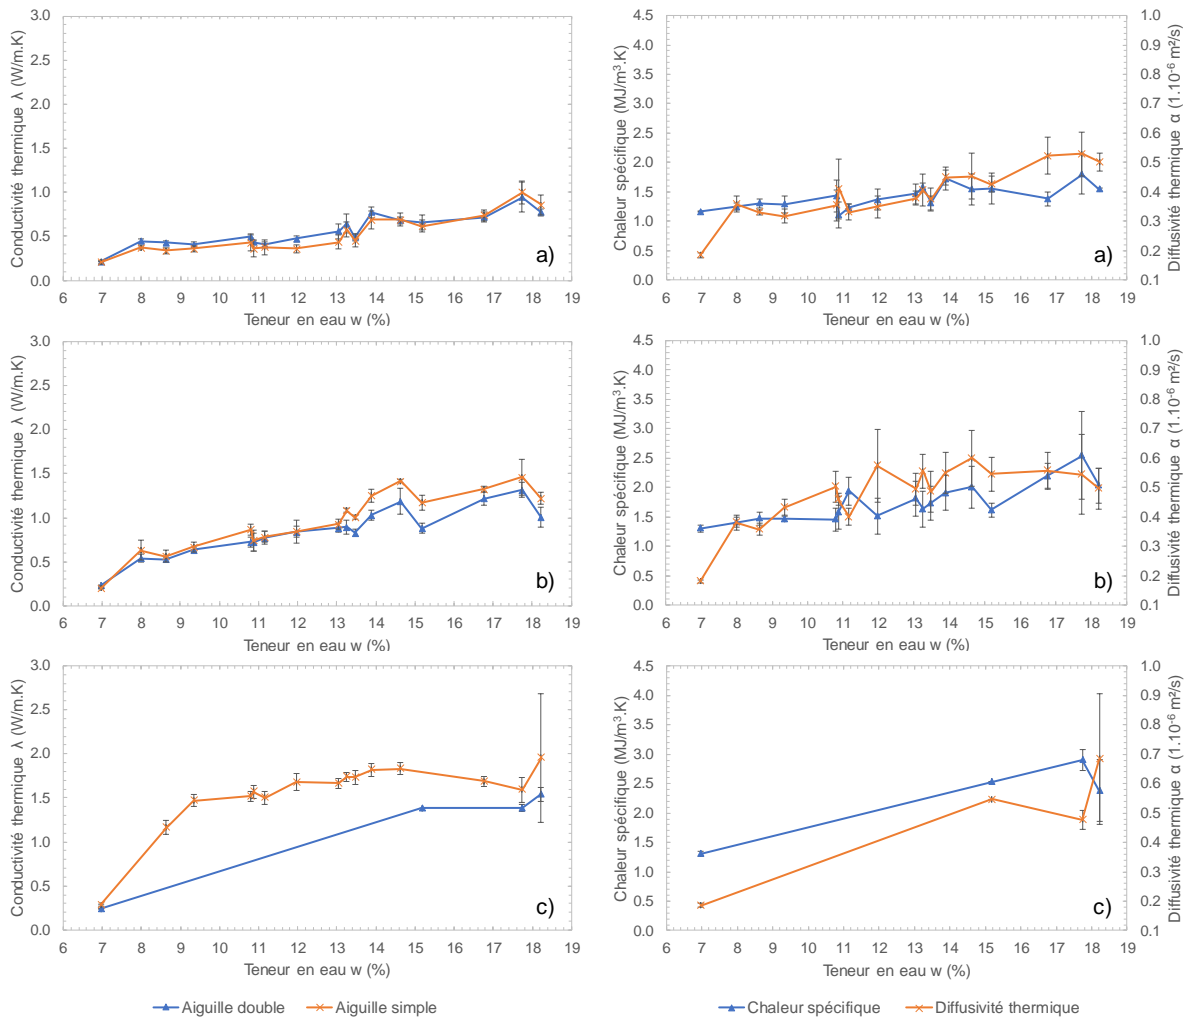 Conductivité thermique λ (W/m.K)
3.0
2.5
2.0
1.5
1.0
0.5
0.0
6 7 8 9 10 11 12 13 14 15 16 17 18 19
Teneur en eau w (%)
a)
Chaleur spécifique (MJ/m³.K)
4.5
4.0
3.5
3.0
2.5
2.0
1.5
1.0
0.5
0.0
6 7 8 9 10 11 12 13 14 15 16 17 18 19
Teneur en eau w (%)
a)
1.0
0.9
0.8
0.7
0.6
0.5
0.4
0.3
0.2
0.1
Diffusivité thermique α (1.10⁻⁶ m²/s)
Conductivité thermique λ (W/m.K)
3.0
2.5
2.0
1.5
1.0
0.5
0.0
6 7 8 9 10 11 12 13 14 15 16 17 18 19
Teneur en eau w (%)
b)
Chaleur spécifique (MJ/m³.K)
4.5
4.0
3.5
3.0
2.5
2.0
1.5
1.0
0.5
0.0
6 7 8 9 10 11 12 13 14 15 16 17 18 19
Teneur en eau w (%)
b)
1.0
0.9
0.8
0.7
0.6
0.5
0.4
0.3
0.2
0.1
Diffusivité thermique α (1.10⁻⁶ m²/s)
Conductivité thermique λ (W/m.K)
3.0
2.5
2.0
1.5
1.0
0.5
0.0
6 7 8 9 10 11 12 13 14 15 16 17 18 19
Teneur en eau w (%)
c)
Chaleur spécifique (MJ/m³.K)
4.5
4.0
3.5
3.0
2.5
2.0
1.5
1.0
0.5
0.0
6 7 8 9 10 11 12 13 14 15 16 17 18 19
Teneur en eau w (%)
c)
1.0
0.9
0.8
0.7
0.6
0.5
0.4
0.3
0.2
0.1
Diffusivité thermique α (1.10⁻⁶ m²/s)
Aiguille double Aiguille simple
Chaleur spécifique Diffusivité thermique